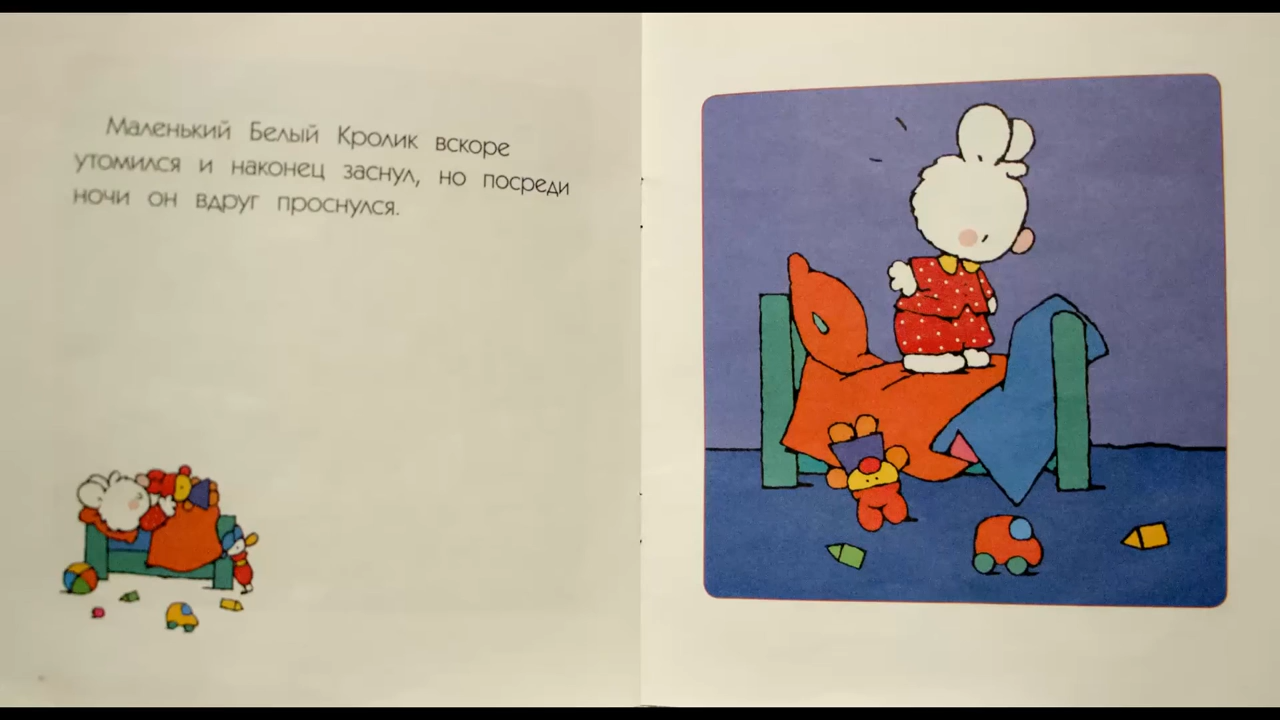 Маленький Белый Кролик вскоре
утомился и наконец заснул, но посреди
ночи он вдруг проснулся.